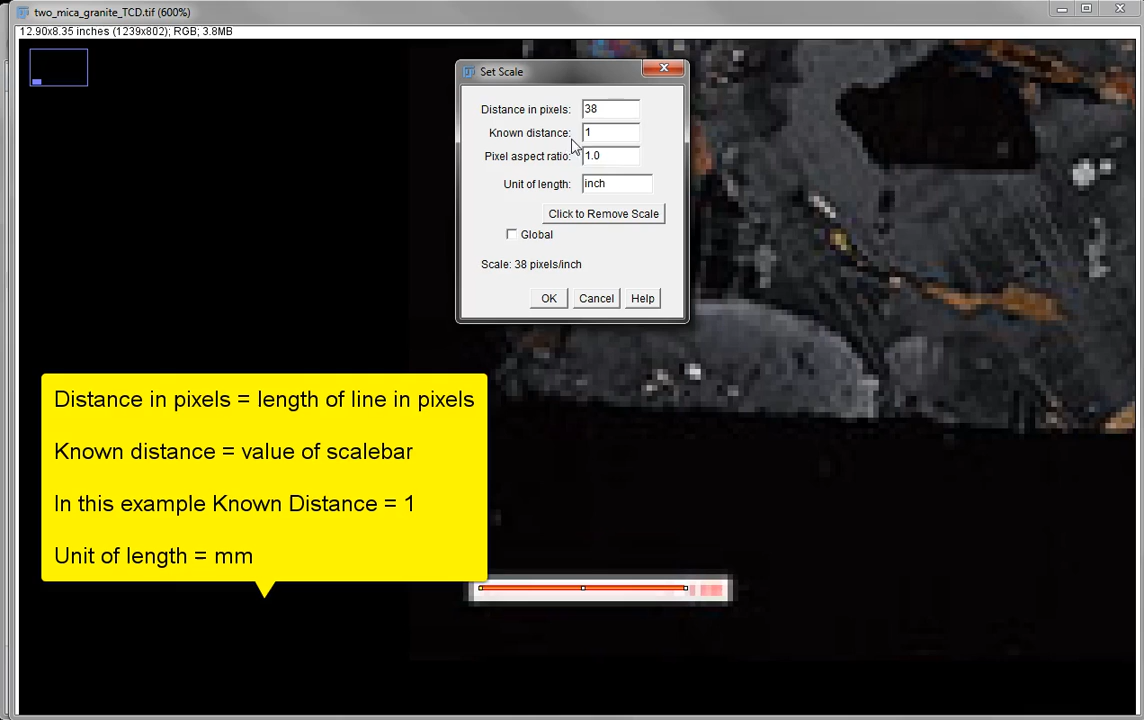 two_mica_granite_TCD.tif (600%)
12.90x8.35 inches (1239x802); RGB; 3.8MB
Set Scale
Distance in pixels: 38
Known distance: 1
Pixel aspect ratio: 1.0
Unit of length: inch
Click to Remove Scale
Global
Scale: 38 pixels/inch
OK Cancel Help
Distance in pixels = length of line in pixels
Known distance = value of scalebar
In this example Known Distance = 1
Unit of length = mm